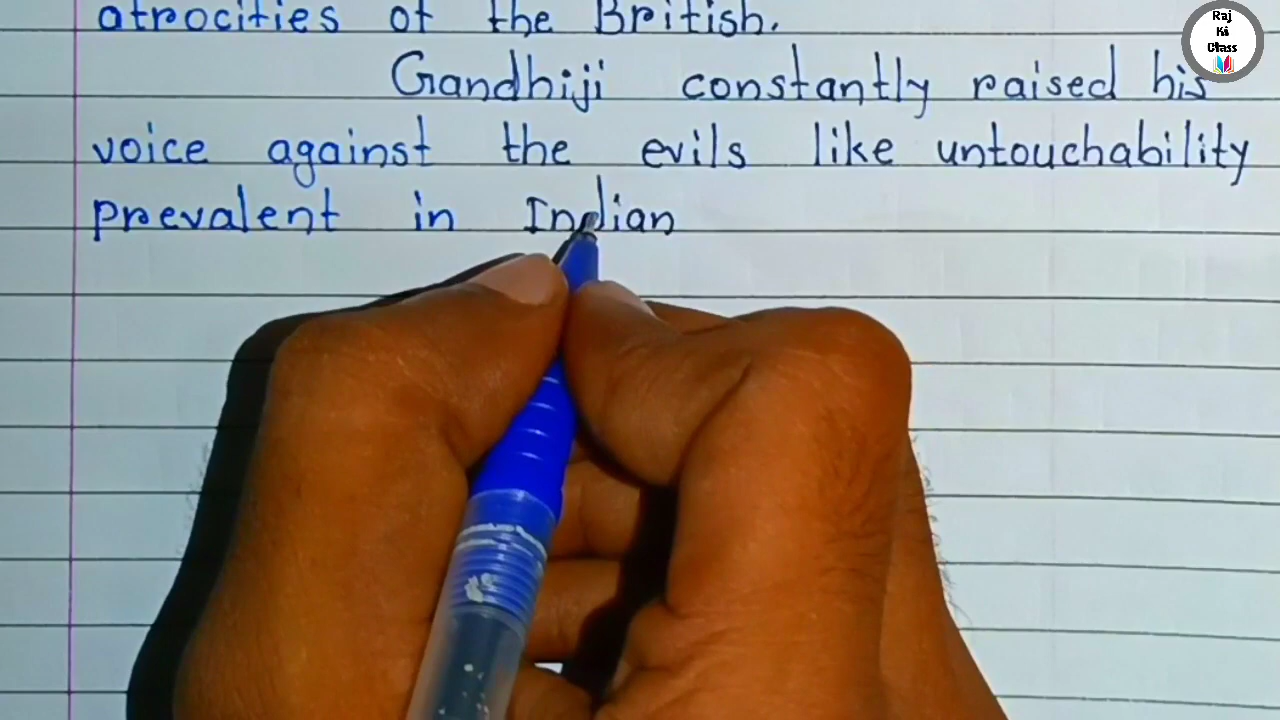 atrocities of the British.
Gandhiji constantly raised his
voice against the evils like untouchability
prevalent in Indian
Raj
Ki
Class